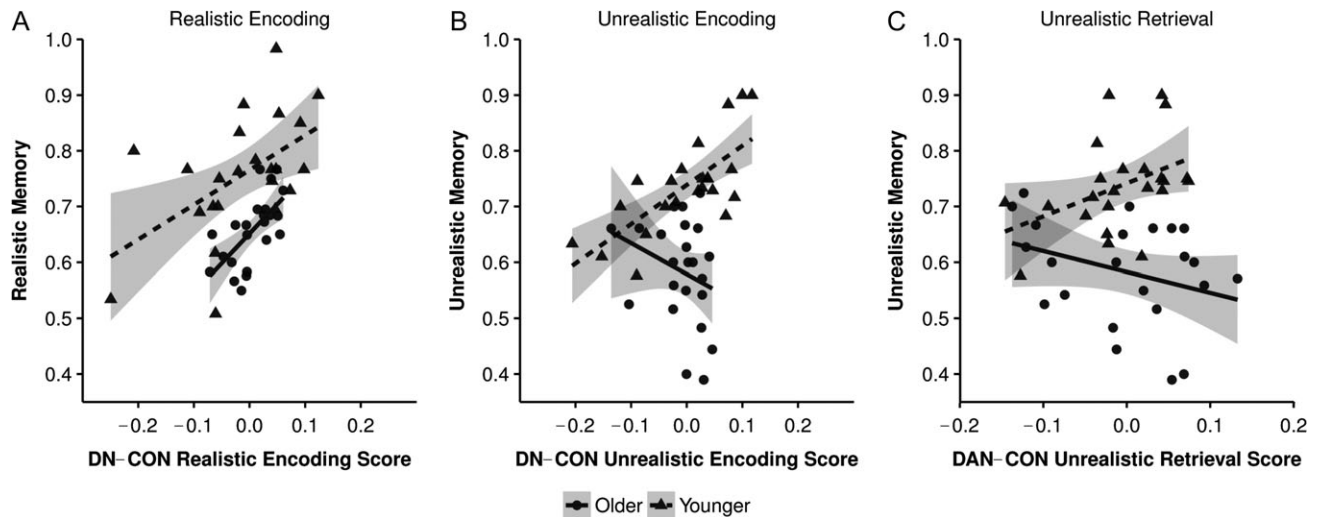 A Realistic Encoding
B Unrealistic Encoding
C Unrealistic Retrieval
Realistic Memory
1.0
0.9
0.8
0.7
0.6
0.5
0.4
−0.2 −0.1 0.0 0.1 0.2
DN−CON Realistic Encoding Score
Unrealistic Memory
1.0
0.9
0.8
0.7
0.6
0.5
0.4
−0.2 −0.1 0.0 0.1 0.2
DN−CON Unrealistic Encoding Score
Unrealistic Memory
1.0
0.9
0.8
0.7
0.6
0.5
0.4
−0.2 −0.1 0.0 0.1 0.2
DAN−CON Unrealistic Retrieval Score
Older Younger